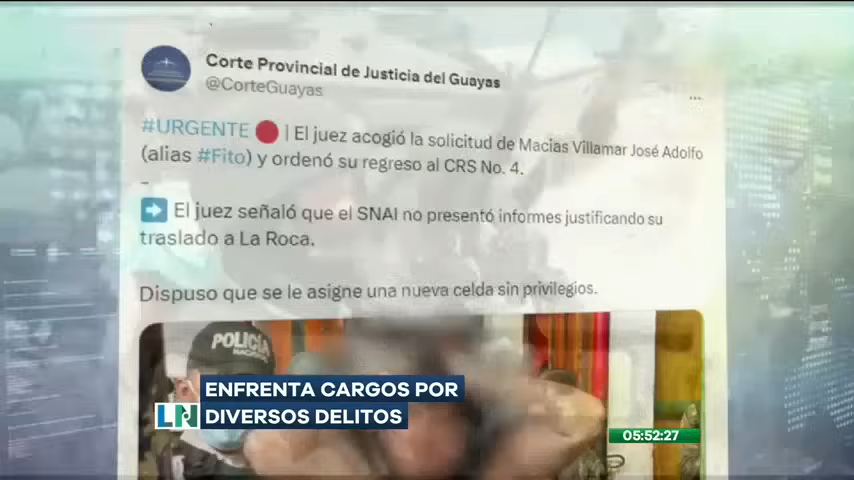 Corte Provincial de Justicia del Guayas
@CorteGuayas
...
#URGENTE 🔴 | El juez acogió la solicitud de Macias Villamar José Adolfo
(alias #Fito) y ordenó su regreso al CRS No. 4.
-
➡️ El juez señaló que el SNAI no presentó informes justificando su
traslado a La Roca.
Dispuso que se le asigne una nueva celda sin privilegios.
POLICÍA
NACIONAL
LN
ENFRENTA CARGOS POR
DIVERSOS DELITOS
05:52:27